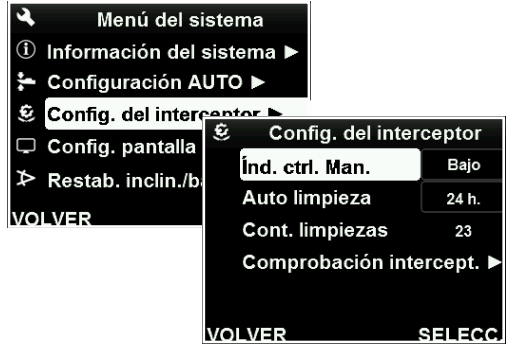 Menú del sistema
Información del sistema ►
Configuración AUTO ►
Config. del interceptor ►
Config. pantalla
Restab. inclin./b
VOLVER
Config. del interceptor
Índ. ctrl. Man. Bajo
Auto limpieza 24 h.
Cont. limpiezas 23
Comprobación intercept. ►
VOLVER SELECC.